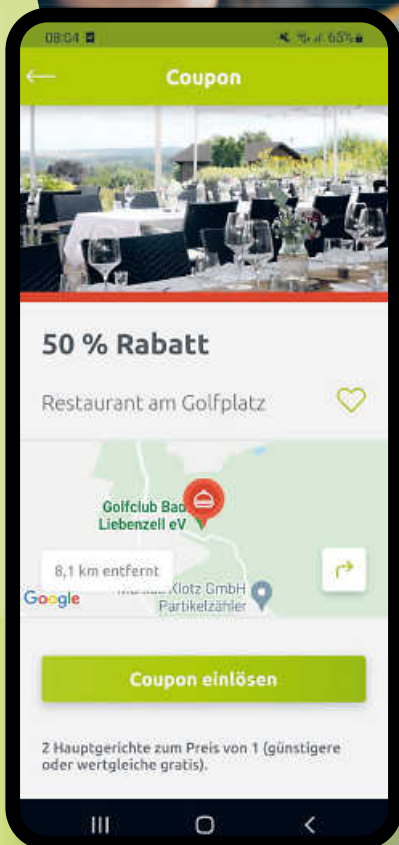 08:04
65%
Coupon
50 % Rabatt
Restaurant am Golfplatz
Golfclub Bad
Liebenzell eV
8,1 km entfernt
Klotz GmbH
Google
Partikelzähler
Coupon einlösen
2 Hauptgerichte zum Preis von 1 (günstigere
oder wertgleiche gratis).